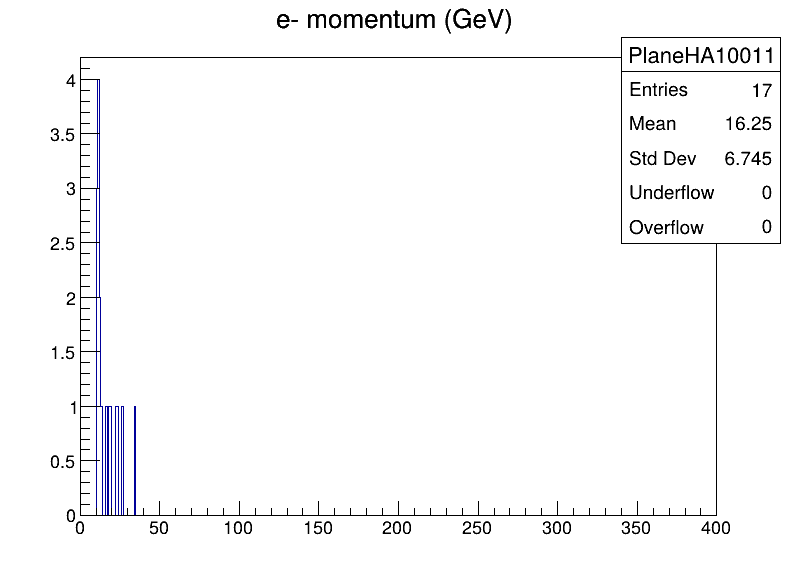 e- momentum (GeV)
PlaneHA10011
Entries 17
Mean 16.25
Std Dev 6.745
Underflow 0
Overflow 0
4
3.5
3
2.5
2
1.5
1
0.5
0
0 50 100 150 200 250 300 350 400